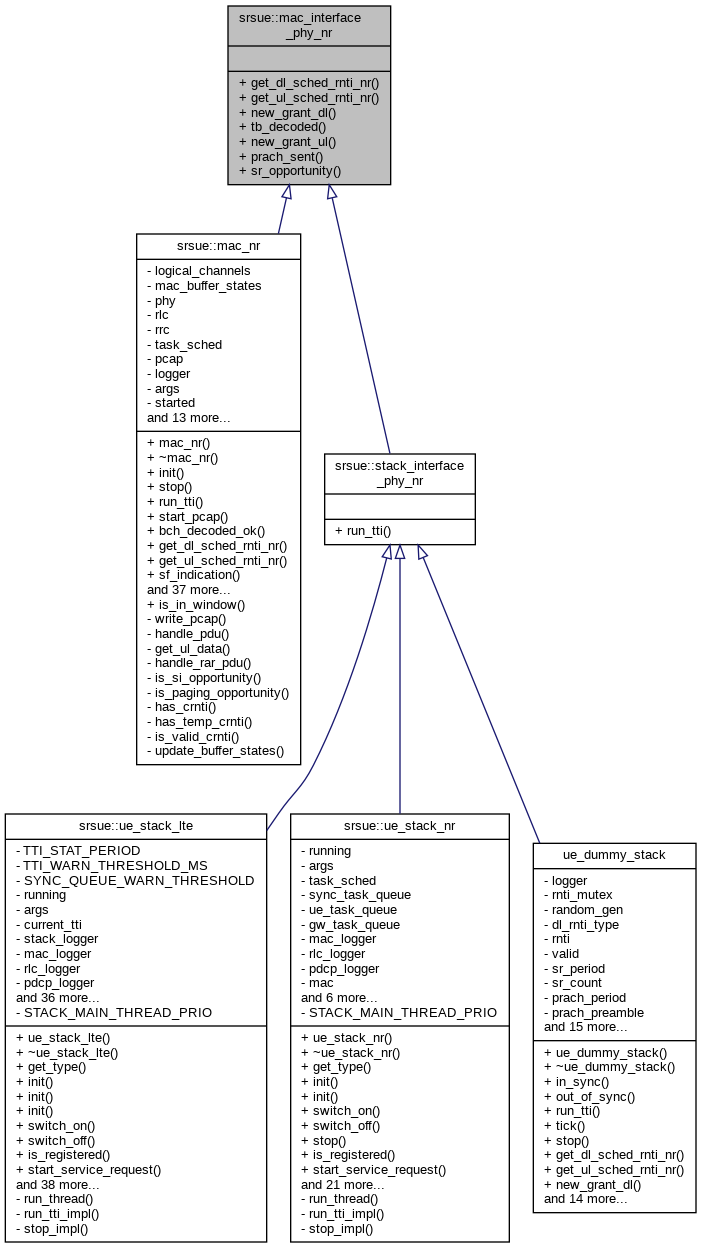 srsue::mac_interface
_phy_nr
+ get_dl_sched_rnti_nr()
+ get_ul_sched_rnti_nr()
+ new_grant_dl()
+ tb_decoded()
+ new_grant_ul()
+ prach_sent()
+ sr_opportunity()
srsue::mac_nr
- logical_channels
- mac_buffer_states
- phy
- rlc
- rrc
- task_sched
- pcap
- logger
- args
- started
and 13 more...
+ mac_nr()
+ ~mac_nr()
+ init()
+ stop()
+ run_tti()
+ start_pcap()
+ bch_decoded_ok()
+ get_dl_sched_rnti_nr()
+ get_ul_sched_rnti_nr()
+ sf_indication()
and 37 more...
+ is_in_window()
- write_pcap()
- handle_pdu()
- get_ul_data()
- handle_rar_pdu()
- is_si_opportunity()
- is_paging_opportunity()
- has_crnti()
- has_temp_crnti()
- is_valid_crnti()
- update_buffer_states()
srsue::stack_interface
_phy_nr
+ run_tti()
srsue::ue_stack_lte
- TTI_STAT_PERIOD
- TTI_WARN_THRESHOLD_MS
- SYNC_QUEUE_WARN_THRESHOLD
- running
- args
- current_tti
- stack_logger
- mac_logger
- rlc_logger
- pdcp_logger
and 36 more...
- STACK_MAIN_THREAD_PRIO
+ ue_stack_lte()
+ ~ue_stack_lte()
+ get_type()
+ init()
+ init()
+ init()
+ switch_on()
+ switch_off()
+ is_registered()
+ start_service_request()
and 38 more...
- run_thread()
- run_tti_impl()
- stop_impl()
srsue::ue_stack_nr
- running
- args
- task_sched
- sync_task_queue
- ue_task_queue
- gw_task_queue
- mac_logger
- rlc_logger
- pdcp_logger
- mac
and 6 more...
- STACK_MAIN_THREAD_PRIO
+ ue_stack_nr()
+ ~ue_stack_nr()
+ get_type()
+ init()
+ init()
+ switch_on()
+ switch_off()
+ stop()
+ is_registered()
+ start_service_request()
and 21 more...
- run_thread()
- run_tti_impl()
- stop_impl()
ue_dummy_stack
- logger
- rnti_mutex
- random_gen
- dl_rnti_type
- rnti
- valid
- sr_period
- sr_count
- prach_period
- prach_preamble
and 15 more...
+ ue_dummy_stack()
+ ~ue_dummy_stack()
+ in_sync()
+ out_of_sync()
+ run_tti()
+ tick()
+ stop()
+ get_dl_sched_rnti_nr()
+ get_ul_sched_rnti_nr()
+ new_grant_dl()
and 14 more...